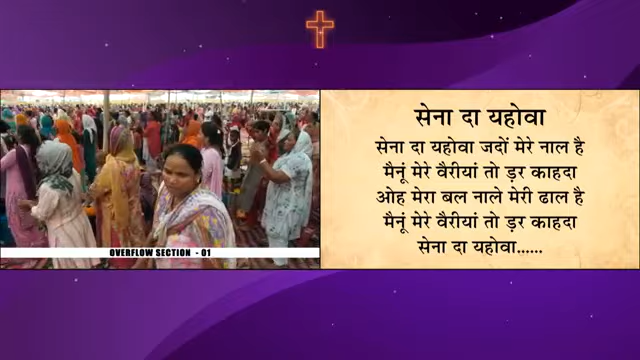 सेना दा यहोवा
सेना दा यहोवा जदों मेरे नाल है
मैनूं मेरे वैरीयां तो ड़र काहदा
ओह मेरा बल नाले मेरी ढाल है
मैनूं मेरे वैरीयां तो ड़र काहदा
सेना दा यहोवा......
OVERFLOW SECTION - 01